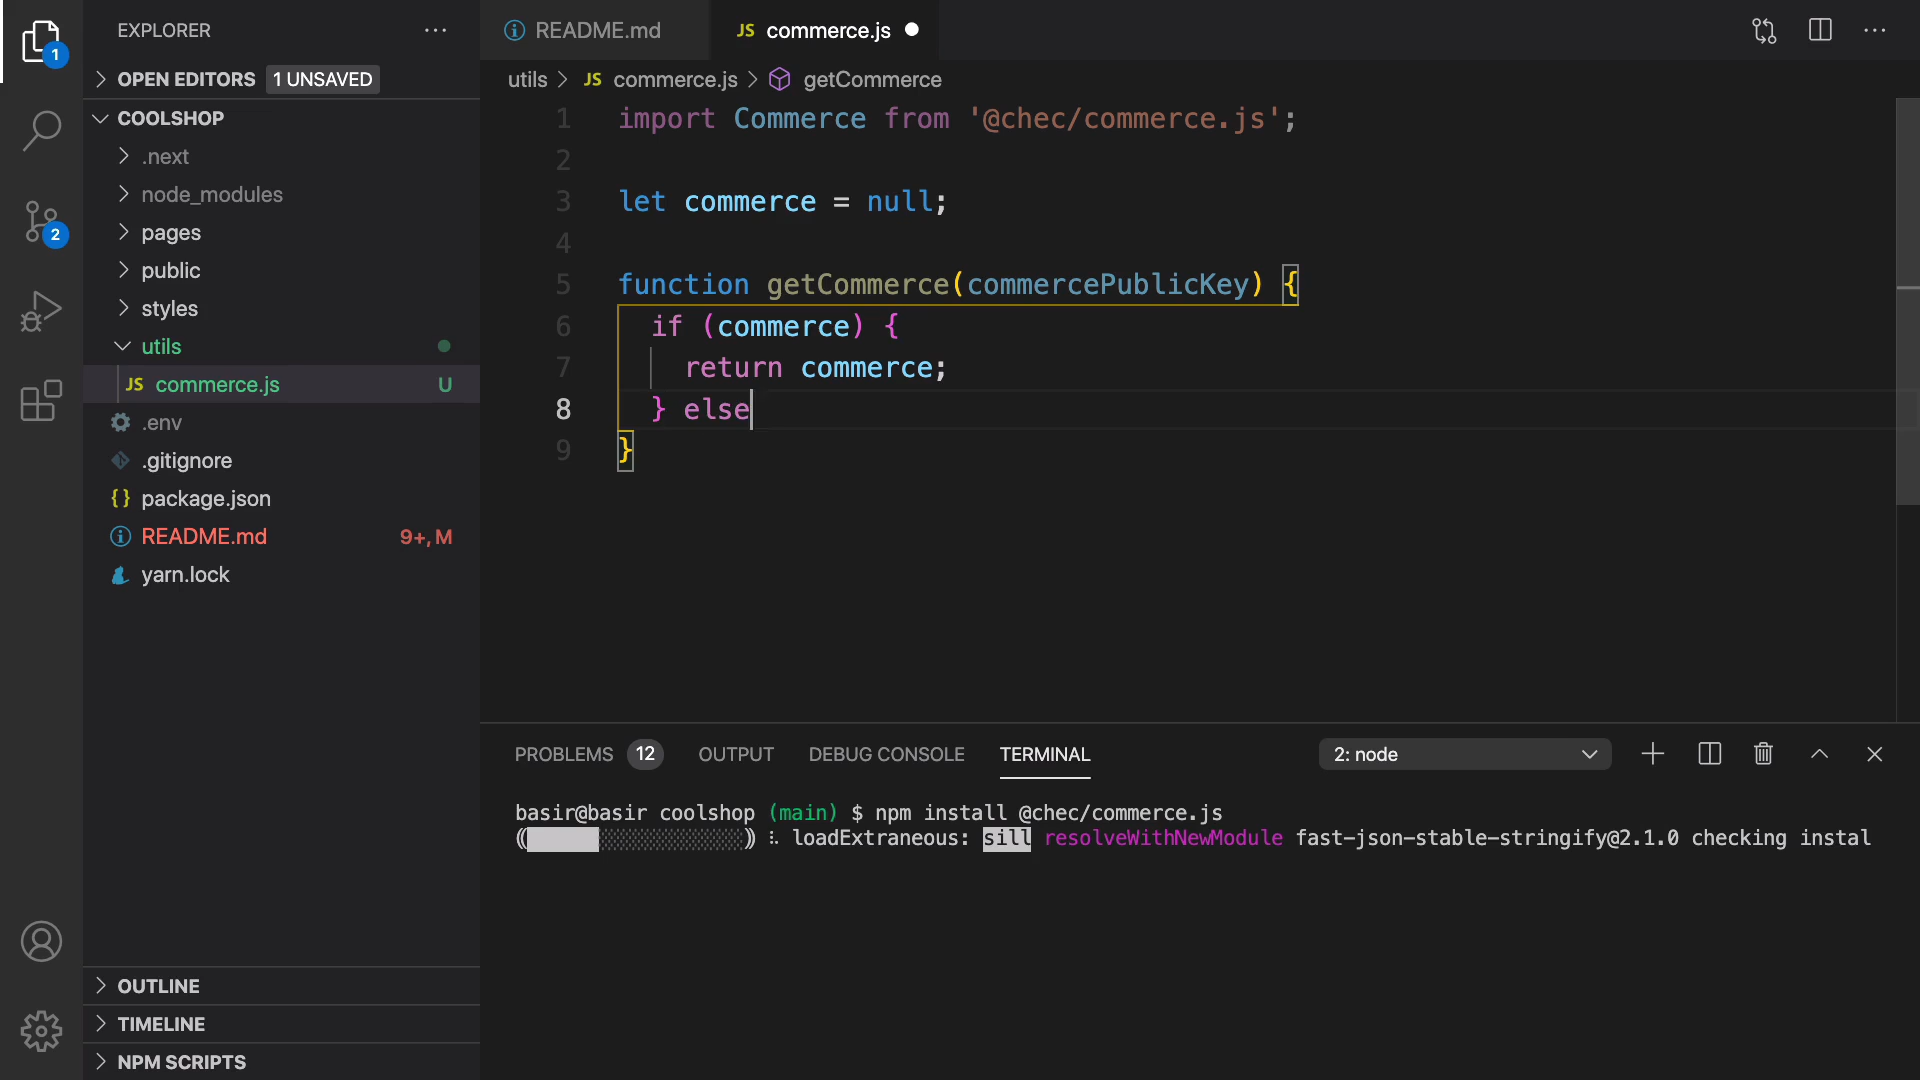 1
2
EXPLORER
OPEN EDITORS 1 UNSAVED
COOLSHOP
.next
node_modules
pages
public
styles
utils
JS commerce.js U
.env
.gitignore
{} package.json
README.md 9+, M
yarn.lock
OUTLINE
TIMELINE
NPM SCRIPTS
README.md
JS commerce.js
utils > JS commerce.js > getCommerce
1 import Commerce from '@chec/commerce.js';
2
3 let commerce = null;
4
5 function getCommerce(commercePublicKey) {
6 if (commerce) {
7 return commerce;
8 } else
9 }
PROBLEMS 12 OUTPUT DEBUG CONSOLE TERMINAL 2: node
basir@basir coolshop (main) $ npm install @chec/commerce.js
(█████░░░░░░░░░░░░) ⠧ loadExtraneous: sill resolveWithNewModule fast-json-stable-stringify@2.1.0 checking instal